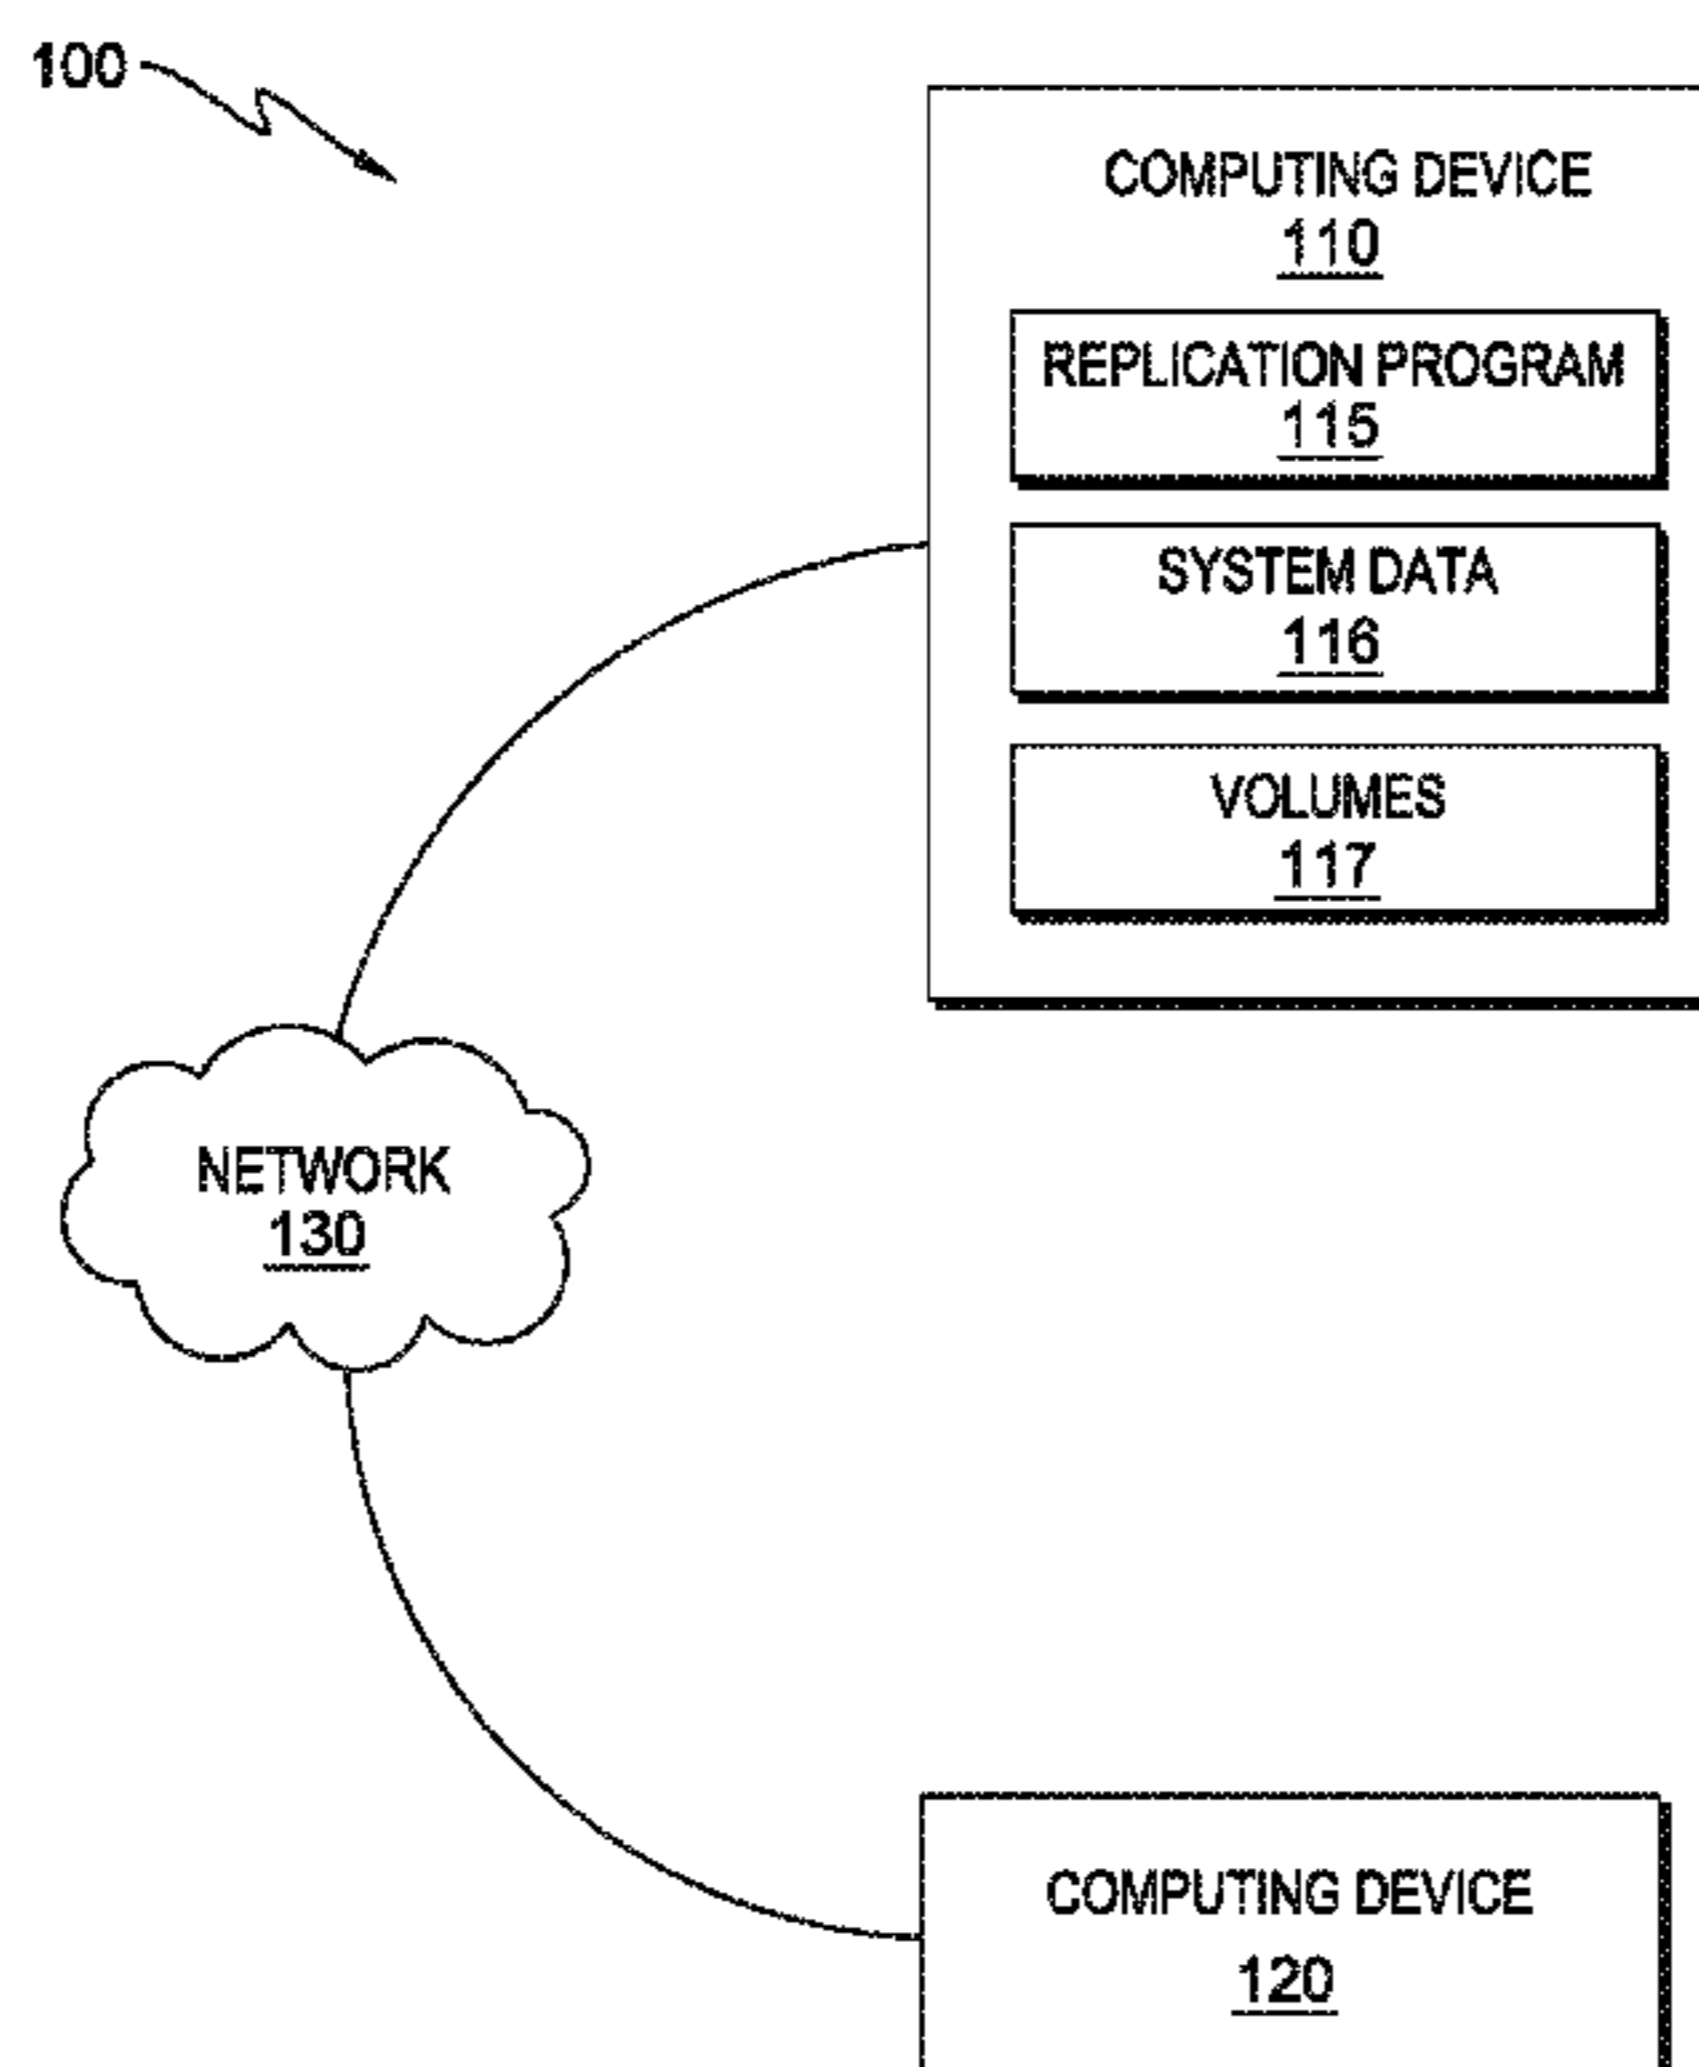 100
COMPUTING DEVICE
110
REPLICATION PROGRAM
115
SYSTEM DATA
116
VOLUMES
117
NETWORK
130
COMPUTING DEVICE
120